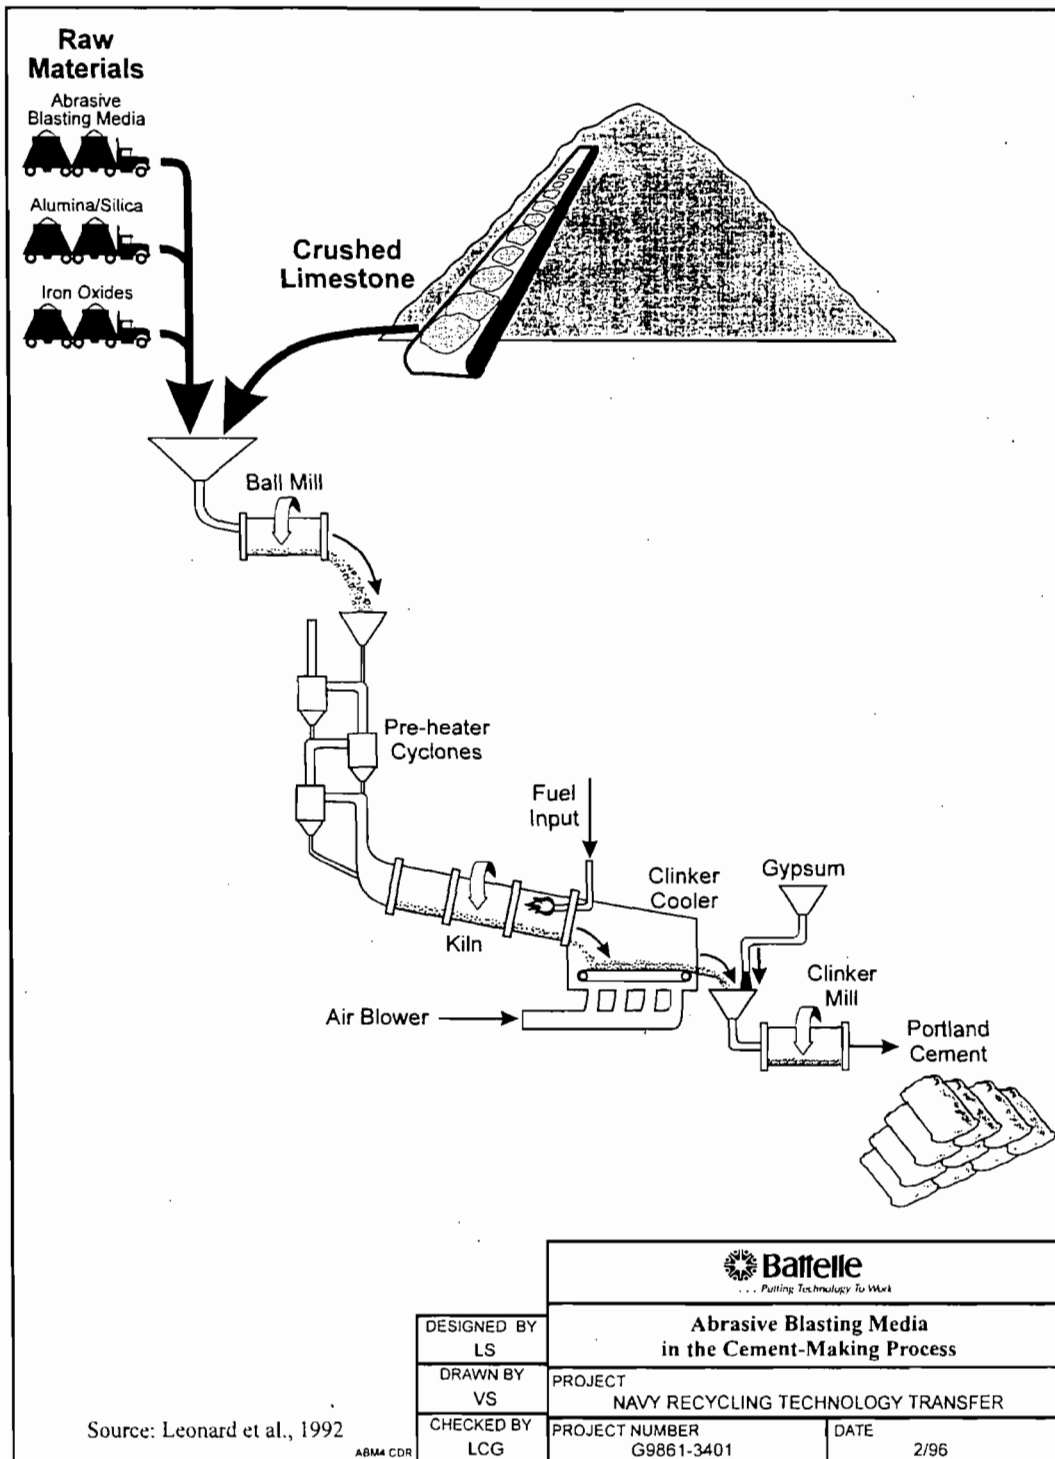 Raw
Materials
Abrasive
Blasting Media
Alumina/Silica
Iron Oxides
Crushed
Limestone
Ball Mill
Pre-heater
Cyclones
Fuel
Input
Kiln
Clinker
Cooler
Gypsum
Air Blower
Clinker
Mill
Portland
Cement
Battelle
. . . Putting Technology To Work
Abrasive Blasting Media
in the Cement-Making Process
DESIGNED BY
LS
DRAWN BY
VS
CHECKED BY
LCG
PROJECT
NAVY RECYCLING TECHNOLOGY TRANSFER
PROJECT NUMBER
G9861-3401
DATE
2/96
Source: Leonard et al., 1992
ABM4 CDR